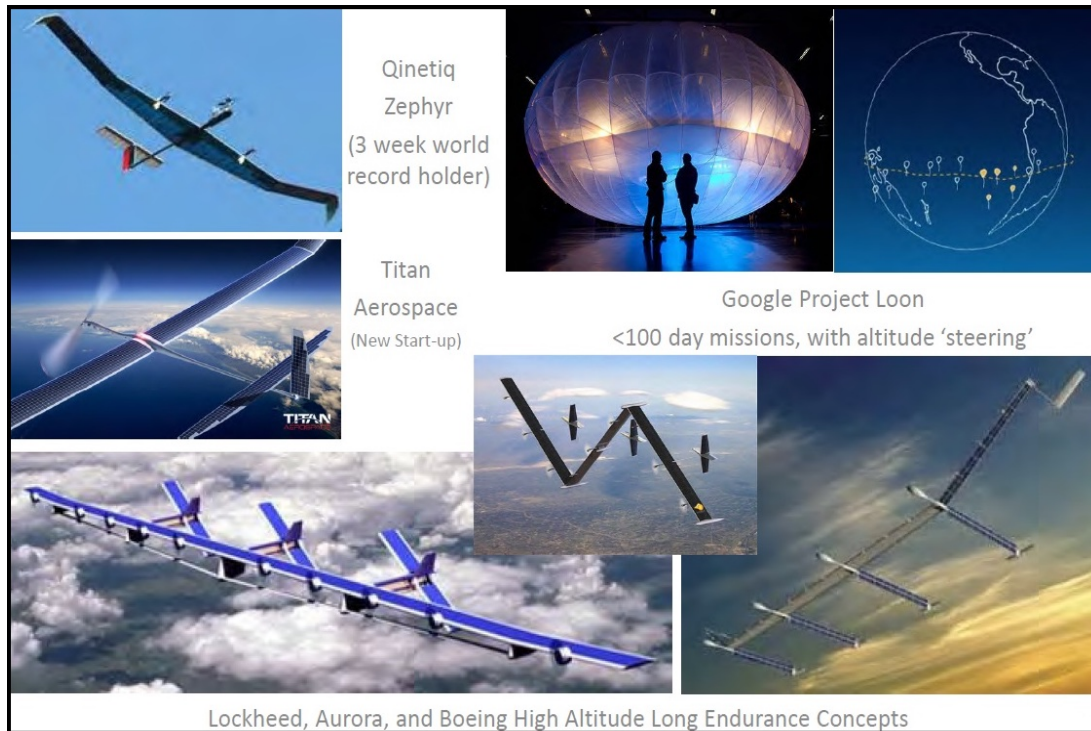 Qinetiq
Zephyr
(3 week world
record holder)
Titan
Aerospace
(New Start-up)
TITAN
AEROSPACE
Google Project Loon
<100 day missions, with altitude ‘steering’
Lockheed, Aurora, and Boeing High Altitude Long Endurance Concepts